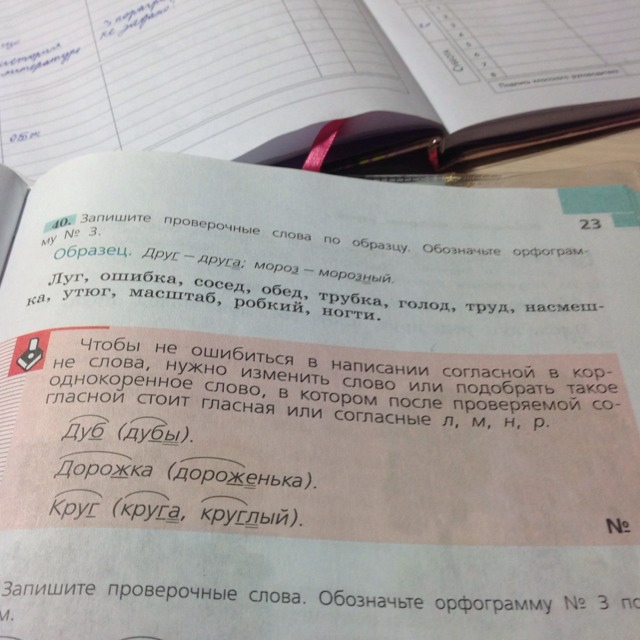 23
40. Запишите проверочные слова по образцу. Обозначьте орфограм-
му № 3.
Образец. Друг – друга; мороз – морозный.
Луг, ошибка, сосед, обед, трубка, голод, труд, насмеш-
ка, утюг, масштаб, робкий, ногти.
Чтобы не ошибиться в написании согласной в кор-
не слова, нужно изменить слово или подобрать такое
однокоренное слово, в котором после проверяемой со-
гласной стоит гласная или согласные л, м, н, р.
Дуб (дубы).
Дорожка (дороженька).
Круг (круга, круглый).
№
Запишите проверочные слова. Обозначьте орфограмму № 3 по
м.